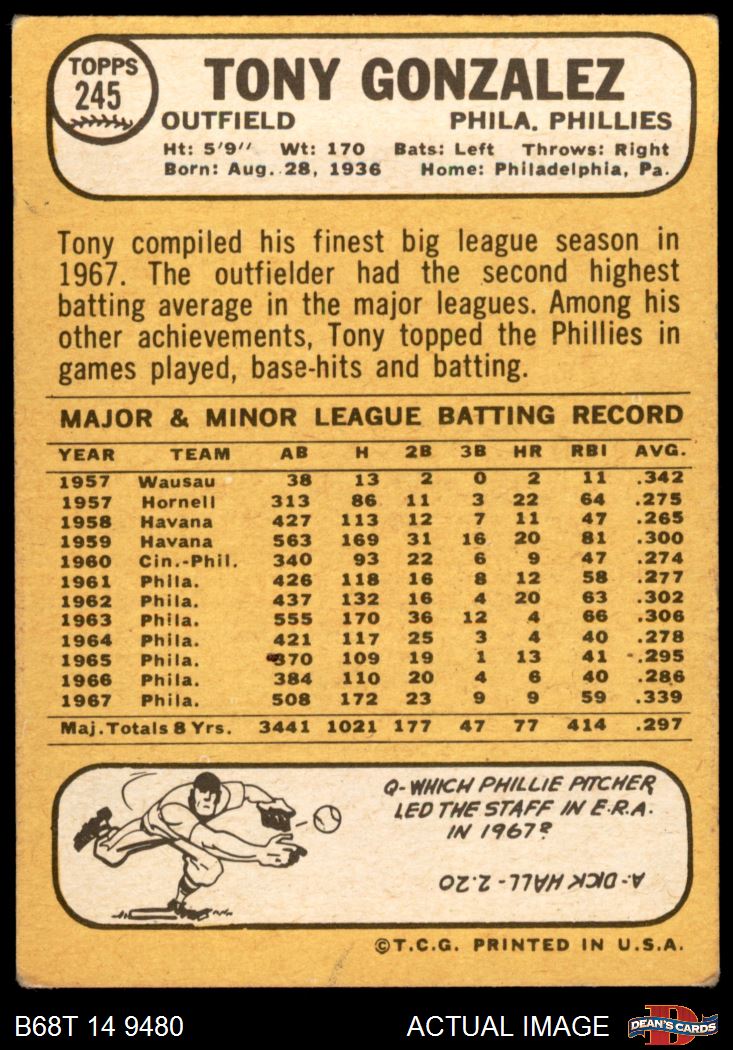 TOPPS
245
TONY GONZALEZ
OUTFIELD PHILA. PHILLIES
Ht: 5'9" Wt: 170 Bats: Left Throws: Right
Born: Aug. 28, 1936 Home: Philadelphia, Pa.
Tony compiled his finest big league season in
1967. The outfielder had the second highest
batting average in the major leagues. Among his
other achievements, Tony topped the Phillies in
games played, base-hits and batting.
MAJOR & MINOR LEAGUE BATTING RECORD
YEAR TEAM AB H 2B 3B HR RBI AVG.
1957 Wausau 38 13 2 0 2 11 .342
1957 Hornell 313 86 11 3 22 64 .275
1958 Havana 427 113 12 7 11 47 .265
1959 Havana 563 169 31 16 20 81 .300
1960 Cin.-Phil. 340 93 22 6 9 47 .274
1961 Phila. 426 118 16 8 12 58 .277
1962 Phila. 437 132 16 4 20 63 .302
1963 Phila. 555 170 36 12 4 66 .306
1964 Phila. 421 117 25 3 4 40 .278
1965 Phila. 370 109 19 1 13 41 .295
1966 Phila. 384 110 20 4 6 40 .286
1967 Phila. 508 172 23 9 9 59 .339
Maj. Totals 8 Yrs. 3441 1021 177 47 77 414 .297
Q-WHICH PHILLIE PITCHER
LED THE STAFF IN E.R.A.
IN 1967?
A-DICK HALL-2.20
©T.C.G. PRINTED IN U.S.A.
B68T 14 9480 ACTUAL IMAGE D DEAN'S CARDS